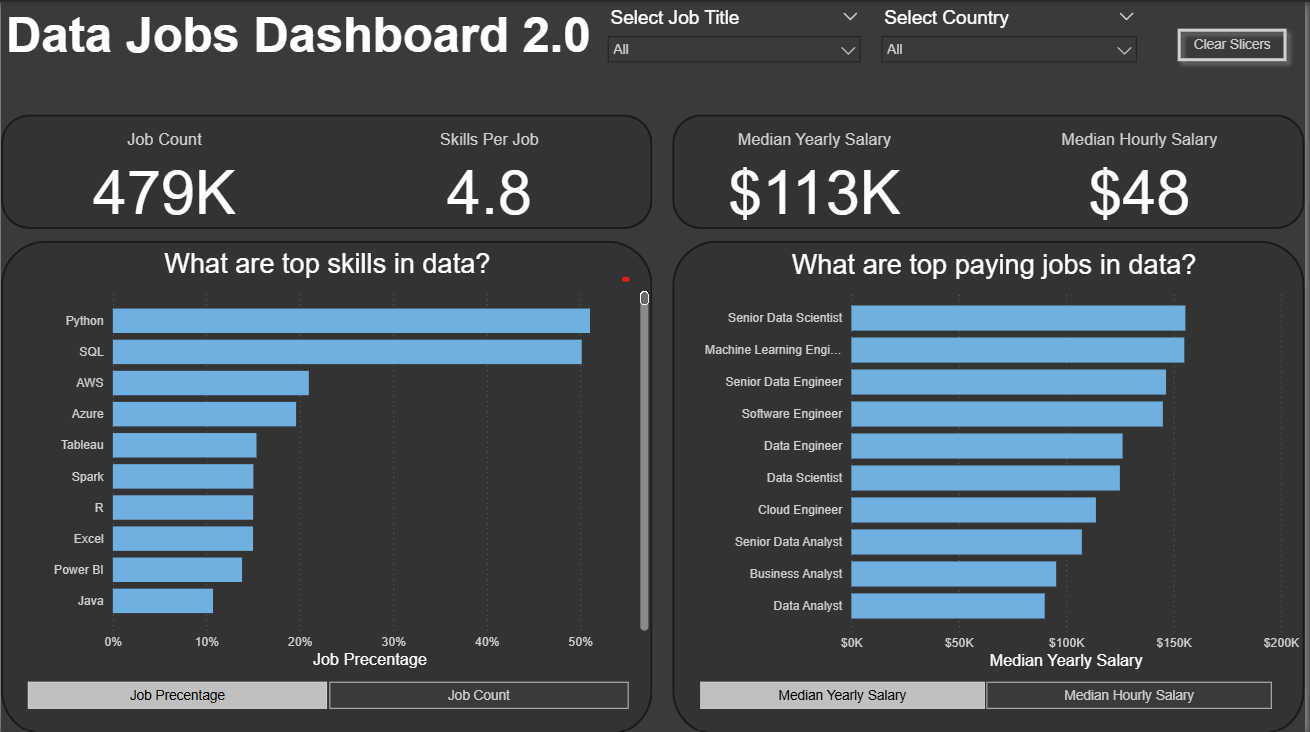 Data Jobs Dashboard 2.0
Select Job Title
All
Select Country
All
Clear Slicers
Job Count
479K
Skills Per Job
4.8
Median Yearly Salary
$113K
Median Hourly Salary
$48
What are top skills in data?
Python
SQL
AWS
Azure
Tableau
Spark
R
Excel
Power BI
Java
0% 10% 20% 30% 40% 50%
Job Precentage
Job Precentage
Job Count
What are top paying jobs in data?
Senior Data Scientist
Machine Learning Engi...
Senior Data Engineer
Software Engineer
Data Engineer
Data Scientist
Cloud Engineer
Senior Data Analyst
Business Analyst
Data Analyst
$0K $50K $100K $150K $200K
Median Yearly Salary
Median Yearly Salary
Median Hourly Salary